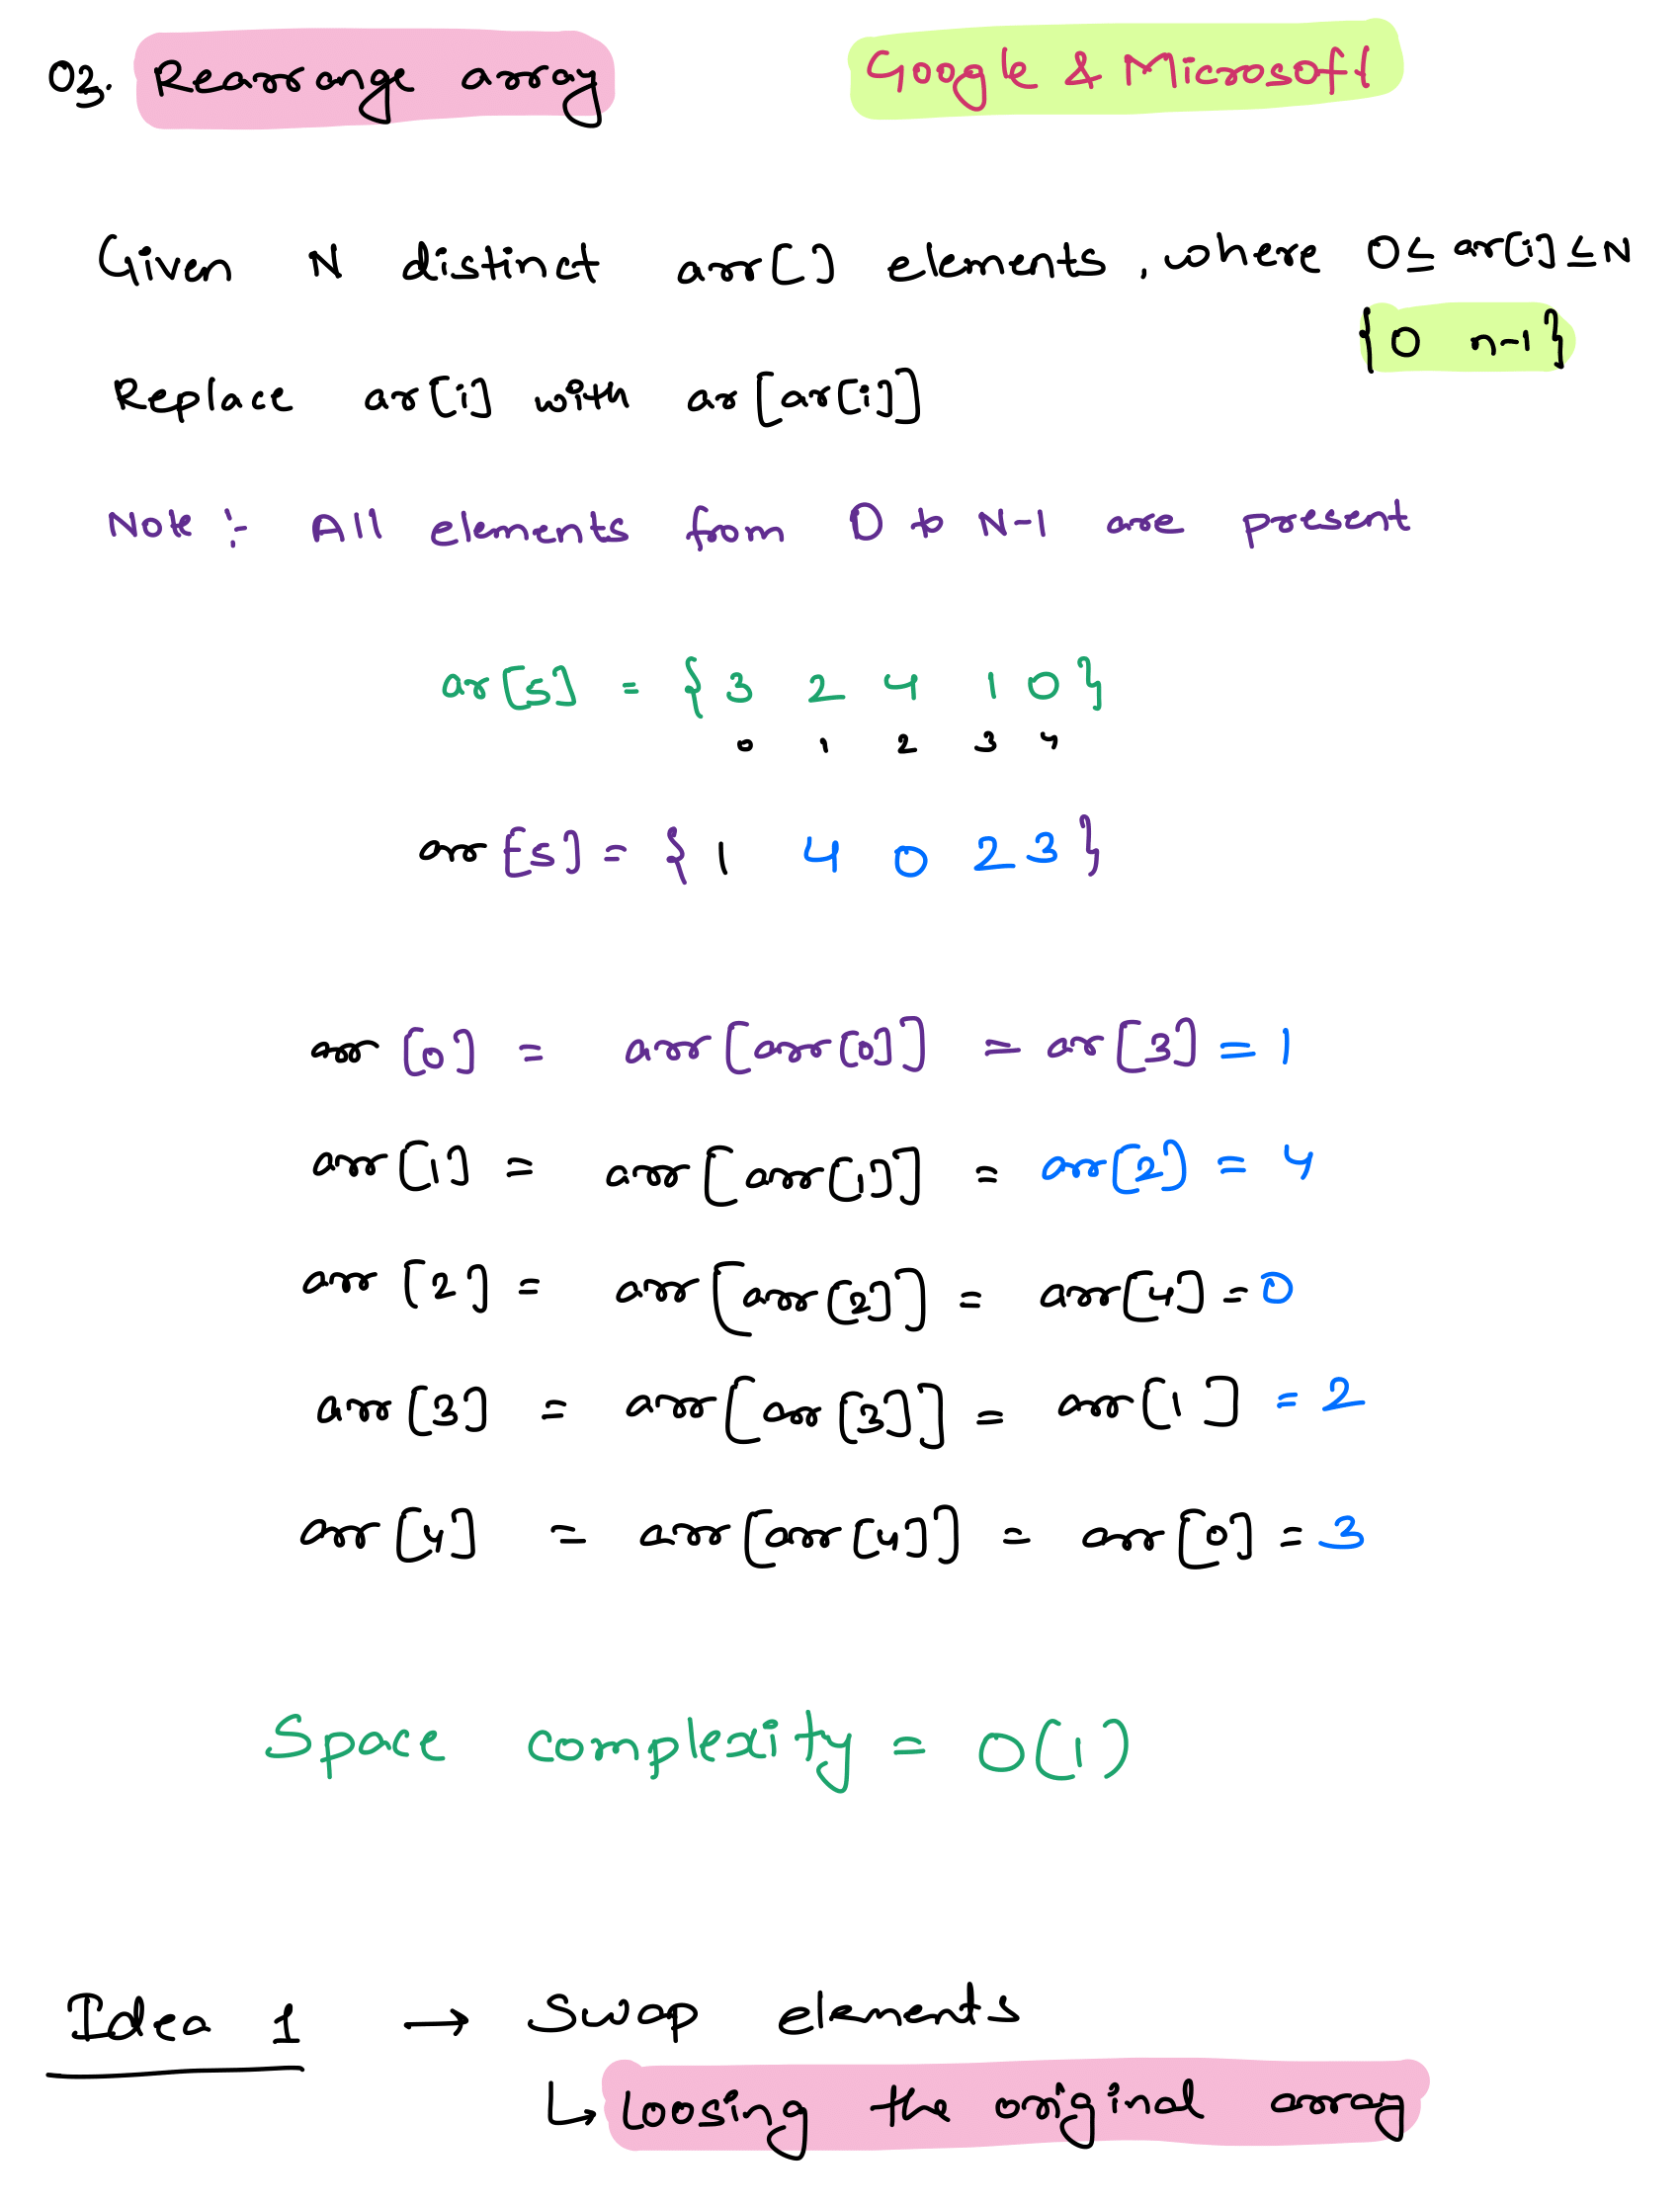 Q3. Rearrange array Google & Microsoft
Given N distinct arr[] elements, where 0≤ ar[i] ≤N
{0 n-1}
Replace ar[i] with ar[ar[i]]
Note :- All elements from 0 to N-1 are present
ar[5] = { 3 2 4 1 0 }
0 1 2 3 4
arr[5] = { 1 4 0 2 3 }
arr[0] = arr[arr[0]] = ar[3] = 1
arr[1] = arr[arr[1]] = arr[2] = 4
arr[2] = arr[arr[2]] = arr[4] = 0
arr[3] = arr[arr[3]] = arr[1] = 2
arr[4] = arr[arr[4]] = arr[0] = 3
Space complexity = O(1)
Idea 1 → Swap elements
↳ loosing the original array